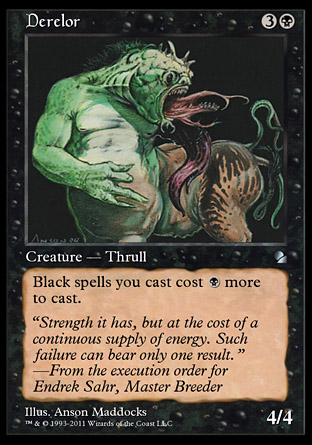 Derelor 3
Creature — Thrull
Black spells you cast cost more
to cast.
“Strength it has, but at the cost of a
continuous supply of energy. Such
failure can bear only one result.”
—From the execution order for
Endrek Sahr, Master Breeder
Illus. Anson Maddocks
™ & © 1993-2011 Wizards of the Coast LLC
4/4